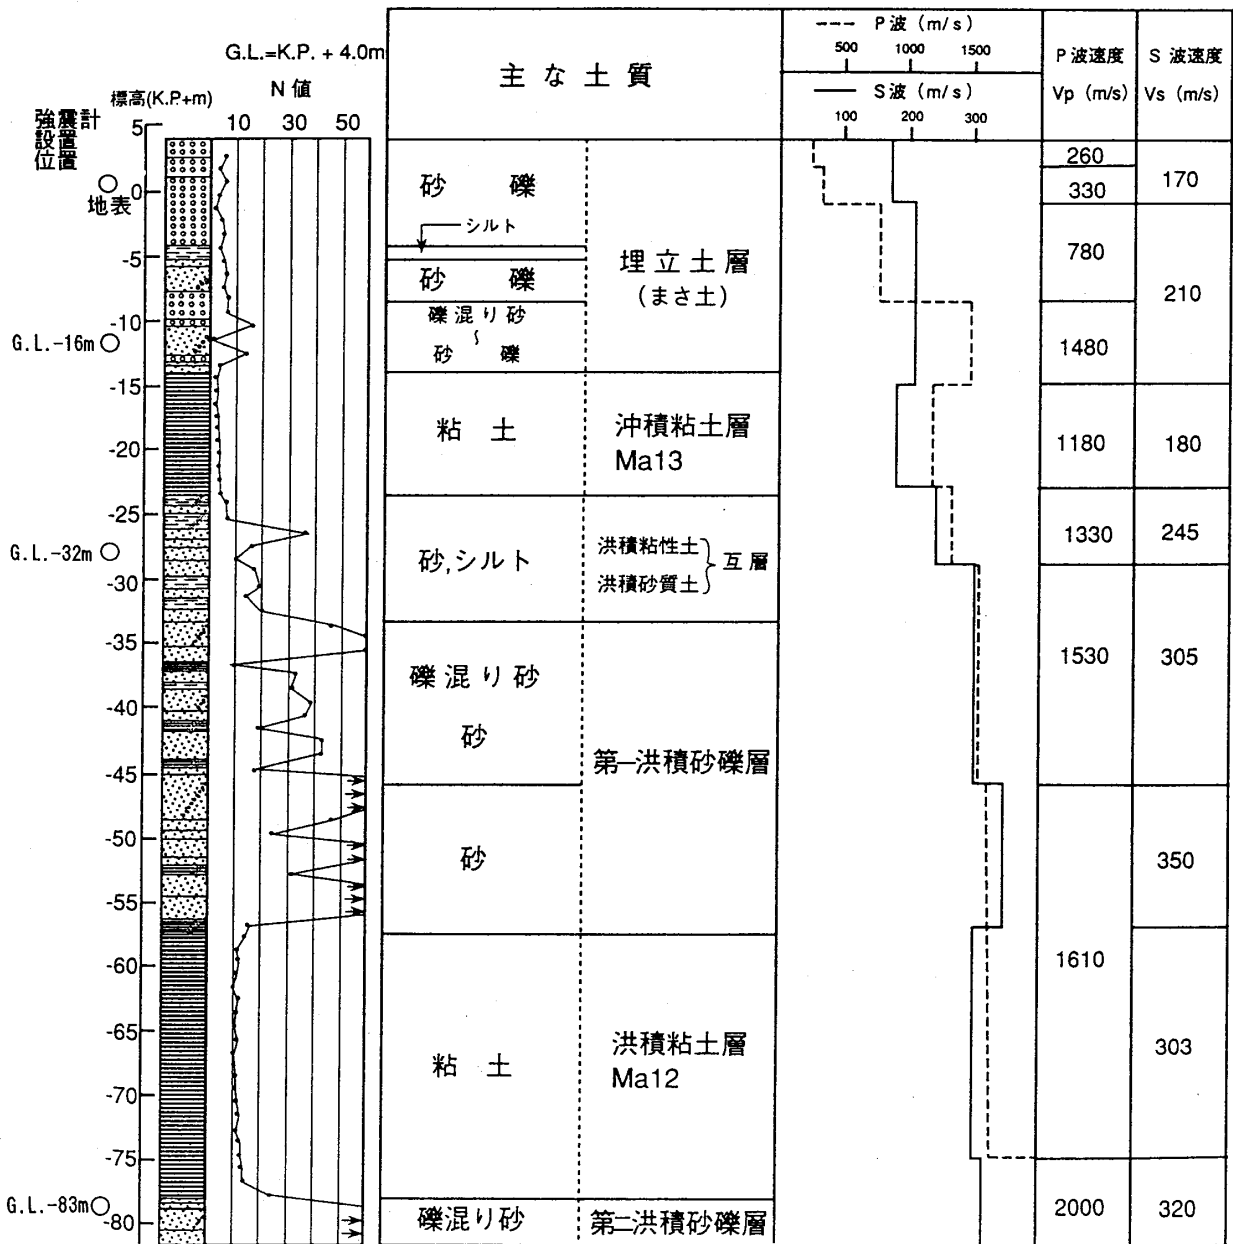 G.L.=K.P. + 4.0m
標高(K.P.+m)
N 値
10 30 50
強震計
設置
位置
地表
G.L.-16m
G.L.-32m
G.L.-83m
5
0
-5
-10
-15
-20
-25
-30
-35
-40
-45
-50
-55
-60
-65
-70
-75
-80
主な土質
砂 礫
シルト
砂 礫
礫混り砂
〜
砂 礫
埋立土層
(まさ土)
粘 土
沖積粘土層
Ma13
砂,シルト
洪積粘性土
洪積砂質土
互層
礫混り砂
砂
砂
第一洪積砂礫層
粘 土
洪積粘土層
Ma12
礫混り砂
第二洪積砂礫層
P波 (m/s)
500 1000 1500
S波 (m/s)
100 200 300
P波速度
Vp (m/s)
260
330
780
1480
1180
1330
1530
1610
2000
S 波速度
Vs (m/s)
170
210
180
245
305
350
303
320